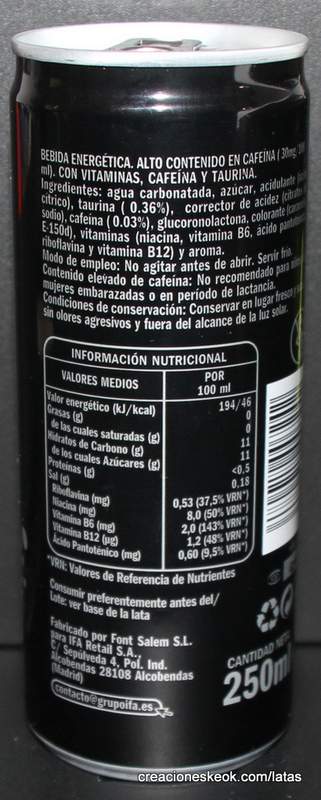 BEBIDA ENERGÉTICA. ALTO CONTENIDO EN CAFEÍNA ( 30mg,
ml). CON VITAMINAS, CAFEÍNA Y TAURINA.
Ingredientes: agua carbonatada, azúcar, acidulante
cítrico), taurina ( 0.36%), corrector de acidez (citrato
sodio), cafeína ( 0.03%), glucoronolactona, colorante
E-150d), vitaminas (niacina, vitamina B6, ácido
riboflavina y vitamina B12) y aroma.
Modo de empleo: No agitar antes de abrir. Servir frío.
Contenido elevado de cafeína: No recomendado para
mujeres embarazadas o en período de lactancia.
Condiciones de conservación: Conservar en lugar fresco y
sin olores agresivos y fuera del alcance de la luz solar.
INFORMACIÓN NUTRICIONAL
VALORES MEDIOS POR
100 ml
Valor energético (kJ/kcal) 194/46
Grasas (g) 0
de las cuales saturadas (g) 0
Hidratos de Carbono (g) 11
de los cuales Azúcares (g) 11
Proteínas (g) <0,5
Sal (g) 0,18
Riboflavina (mg) 0,53 (37,5% VRN*)
Niacina (mg) 8,0 (50% VRN*)
Vitamina B6 (mg) 2,0 (143% VRN*)
Vitamina B12 (µg) 1,2 (48% VRN*)
Ácido Pantoténico (mg) 0,60 (9,5% VRN*)
*VRN: Valores de Referencia de Nutrientes
Consumir preferentemente antes del/
Lote: ver base de la lata
Fabricado por Font Salem S.L.
para IFA Retail S.A.,
C/ Sepúlveda 4, Pol. Ind.
Alcobendas 28108 Alcobendas
(Madrid)
contacto@grupoifa.es
CANTIDAD NETA
250ml
creacioneskeok.com/latas